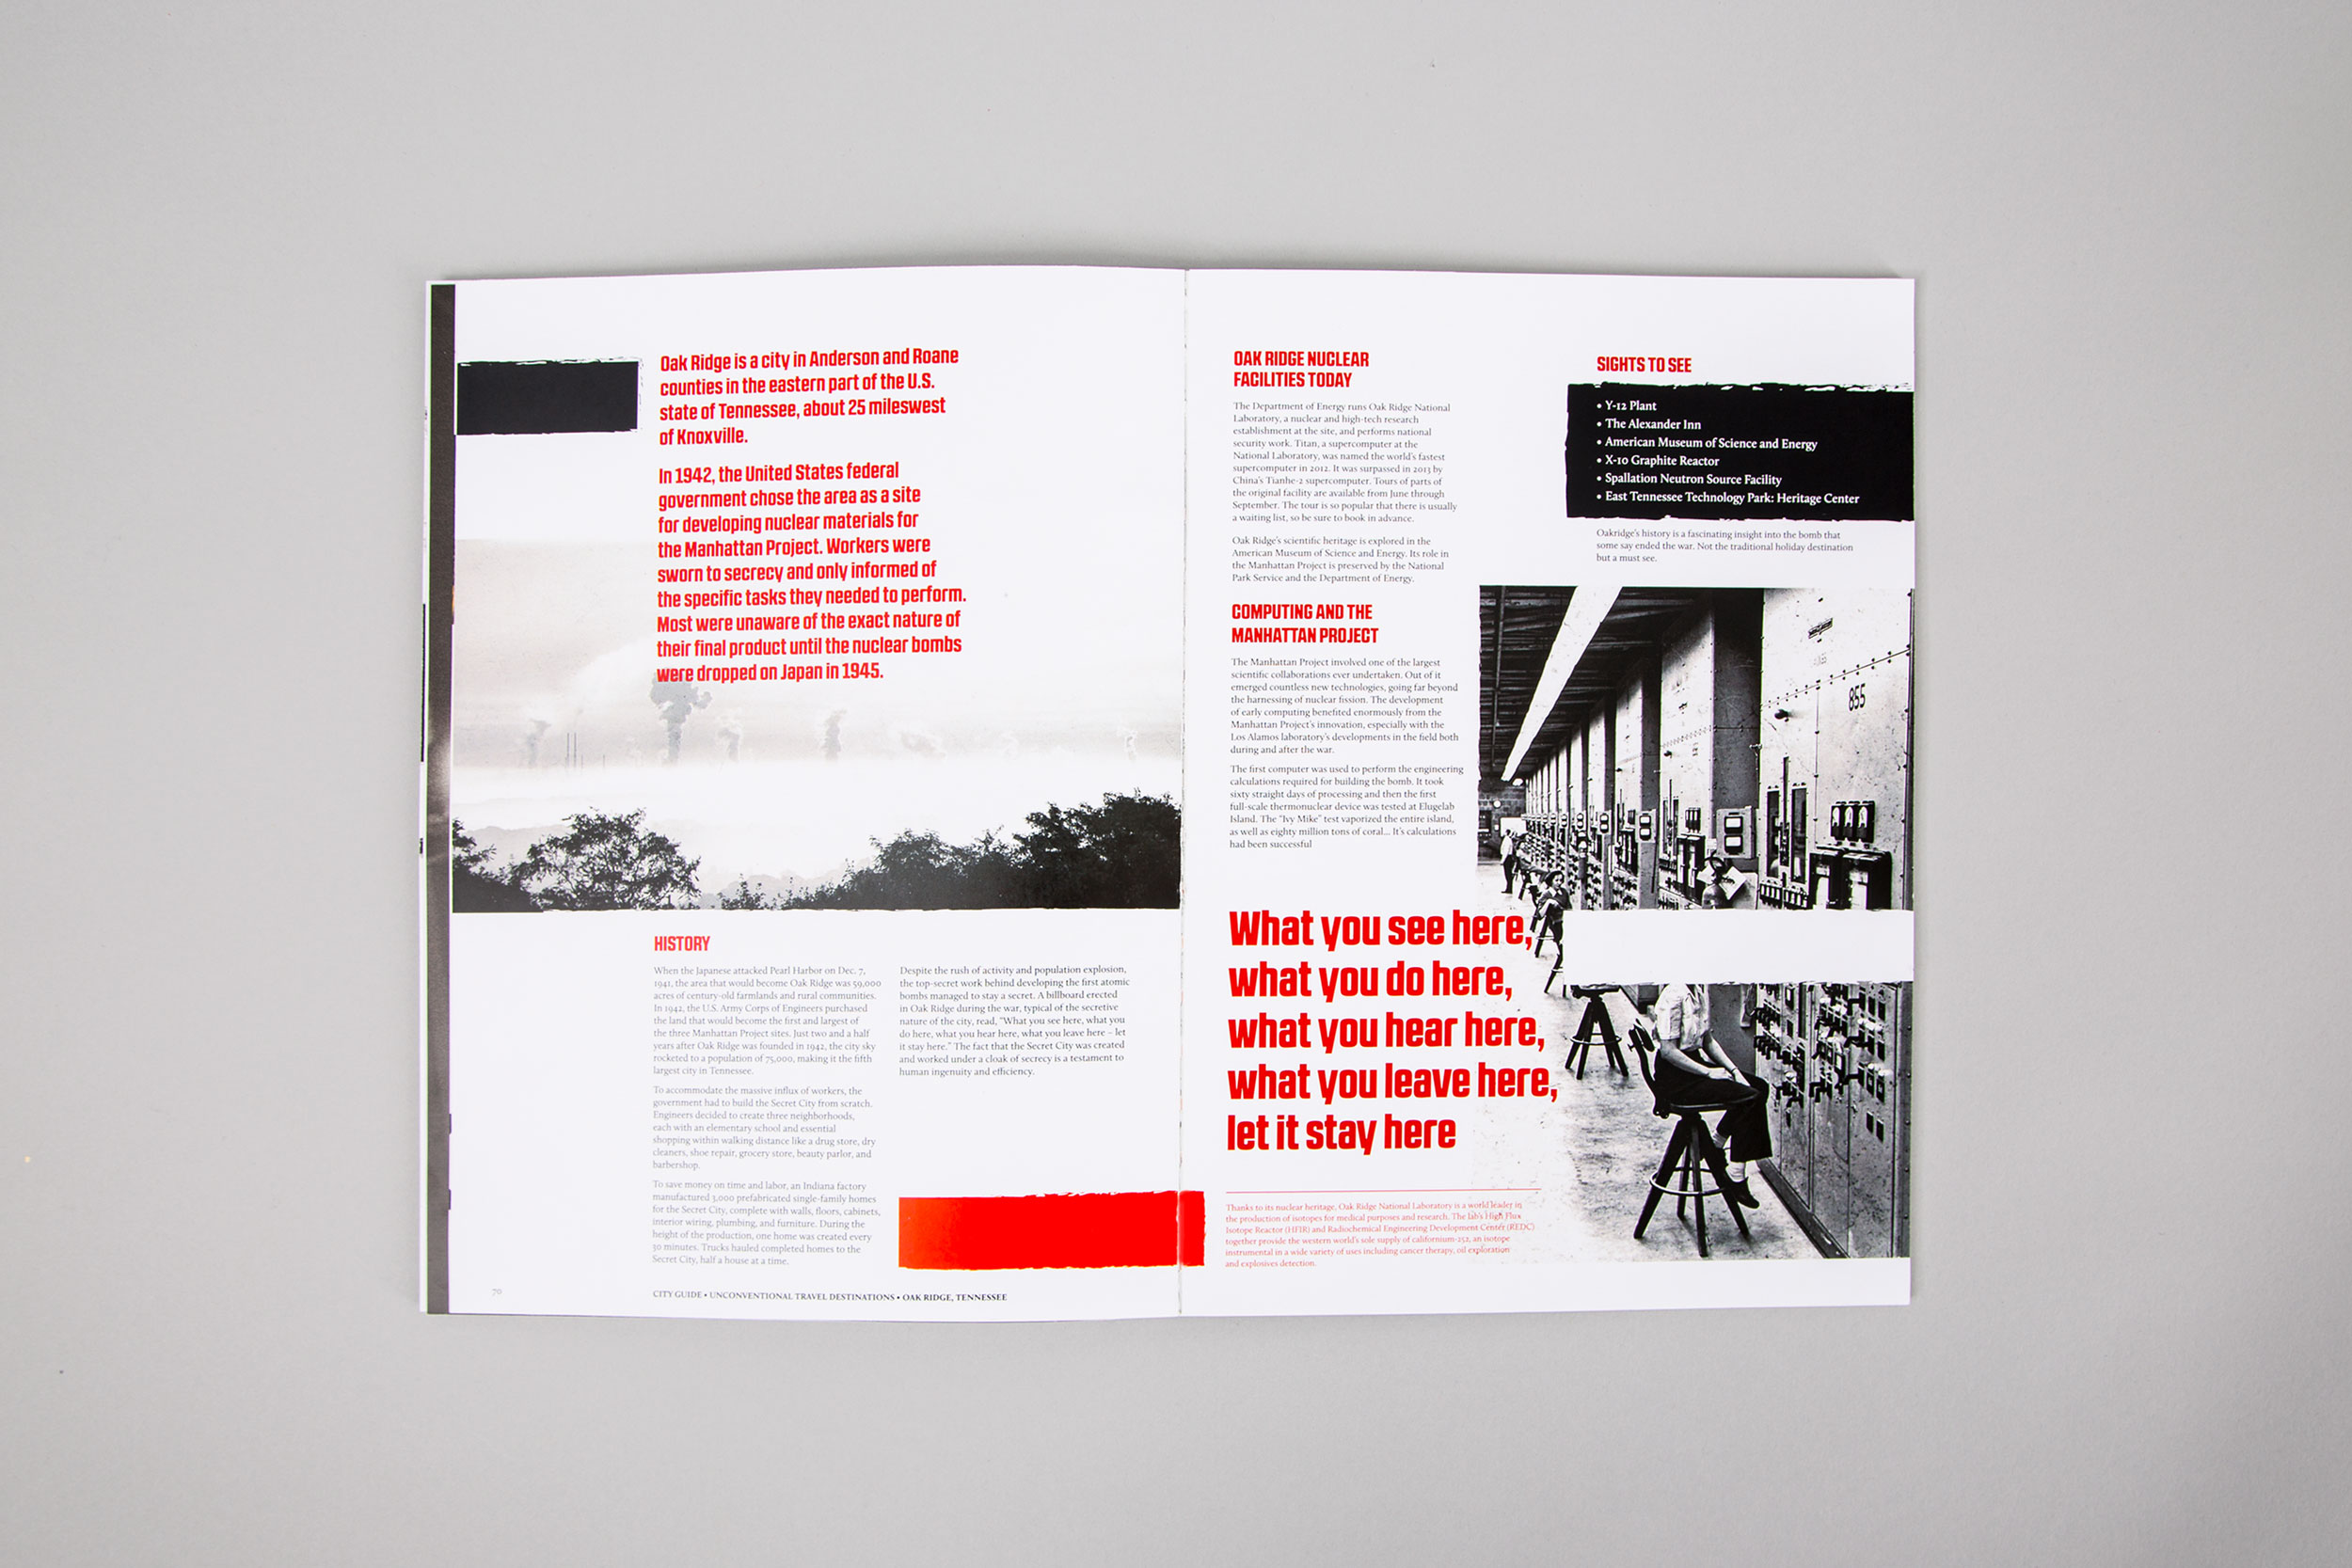 Oak Ridge is a city in Anderson and Roane
counties in the eastern part of the U.S.
state of Tennessee, about 25 mileswest
of Knoxville.
In 1942, the United States federal
government chose the area as a site
for developing nuclear materials for
the Manhattan Project. Workers were
sworn to secrecy and only informed of
the specific tasks they needed to perform.
Most were unaware of the exact nature of
their final product until the nuclear bombs
were dropped on Japan in 1945.
HISTORY
When the Japanese attacked Pearl Harbor on Dec. 7,
1941, the area that would become Oak Ridge was 59,000
acres of century-old farmlands and rural communities.
In 1942, the U.S. Army Corps of Engineers purchased
the land that would become the first and largest of
the three Manhattan Project sites. Just two and a half
years after Oak Ridge was founded in 1942, the city sky
rocketed to a population of 75,000, making it the fifth
largest city in Tennessee.
To accommodate the massive influx of workers, the
government had to build the Secret City from scratch.
Engineers decided to create three neighborhoods,
each with an elementary school and essential
shopping within walking distance like a drug store, dry
cleaners, shoe repair, grocery store, beauty parlor, and
barbershop.
To save money on time and labor, an Indiana factory
manufactured 3,000 prefabricated single-family homes
for the Secret City, complete with walls, floors, cabinets,
interior wiring, plumbing, and furniture. During the
height of the production, one home was created every
30 minutes. Trucks hauled completed homes to the
Secret City, half a house at a time.
Despite the rush of activity and population explosion,
the top-secret work behind developing the first atomic
bombs managed to stay a secret. A billboard erected
in Oak Ridge during the war, typical of the secretive
nature of the city, read, "What you see here, what you
do here, what you hear here, what you leave here – let
it stay here." The fact that the Secret City was created
and worked under a cloak of secrecy is a testament to
human ingenuity and efficiency.
70
CITY GUIDE • UNCONVENTIONAL TRAVEL DESTINATIONS • OAK RIDGE, TENNESSEE
OAK RIDGE NUCLEAR
FACILITIES TODAY
The Department of Energy runs Oak Ridge National
Laboratory, a nuclear and high-tech research
establishment at the site, and performs national
security work. Titan, a supercomputer at the
National Laboratory, was named the world's fastest
supercomputer in 2012. It was surpassed in 2013 by
China's Tianhe-2 supercomputer. Tours of parts of
the original facility are available from June through
September. The tour is so popular that there is usually
a waiting list, so be sure to book in advance.
Oak Ridge's scientific heritage is explored in the
American Museum of Science and Energy. Its role in
the Manhattan Project is preserved by the National
Park Service and the Department of Energy.
COMPUTING AND THE
MANHATTAN PROJECT
The Manhattan Project involved one of the largest
scientific collaborations ever undertaken. Out of it
emerged countless new technologies, going far beyond
the harnessing of nuclear fission. The development
of early computing benefited enormously from the
Manhattan Project's innovation, especially with the
Los Alamos laboratory's developments in the field both
during and after the war.
The first computer was used to perform the engineering
calculations required for building the bomb. It took
sixty straight days of processing and then the first
full-scale thermonuclear device was tested at Elugelab
Island. The "Ivy Mike" test vaporized the entire island,
as well as eighty million tons of coral... It's calculations
had been successful
What you see here,
what you do here,
what you hear here,
what you leave here,
let it stay here
Thanks to its nuclear heritage, Oak Ridge National Laboratory is a world leader in
the production of isotopes for medical purposes and research. The lab's High Flux
Isotope Reactor (HFIR) and Radiochemical Engineering Development Center (REDC)
together provide the western world's sole supply of californium-252, an isotope
instrumental in a wide variety of uses including cancer therapy, oil exploration
and explosives detection.
SIGHTS TO SEE
• Y-12 Plant
• The Alexander Inn
• American Museum of Science and Energy
• X-10 Graphite Reactor
• Spallation Neutron Source Facility
• East Tennessee Technology Park: Heritage Center
Oakridge's history is a fascinating insight into the bomb that
some say ended the war. Not the traditional holiday destination
but a must see.
855